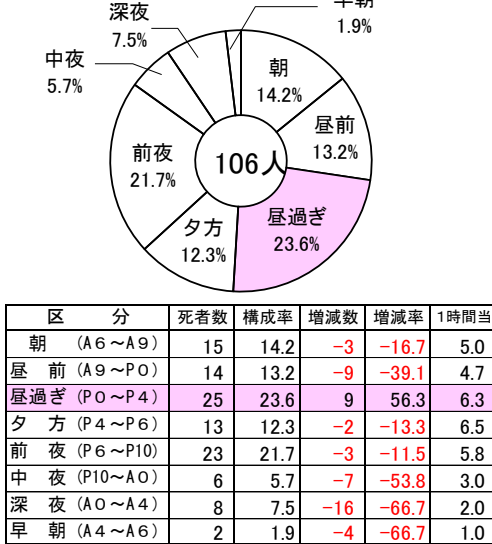 深夜
7.5%
早朝
1.9%
中夜
5.7%
朝
14.2%
昼前
13.2%
前夜
21.7%
106人
昼過ぎ
23.6%
夕方
12.3%
区 分 死者数 構成率 増減数 増減率 1時間当
朝 (A6～A9) 15 14.2 -3 -16.7 5.0
昼 前 (A9～P0) 14 13.2 -9 -39.1 4.7
昼過ぎ (P0～P4) 25 23.6 9 56.3 6.3
夕 方 (P4～P6) 13 12.3 -2 -13.3 6.5
前 夜 (P6～P10) 23 21.7 -3 -11.5 5.8
中 夜 (P10～A0) 6 5.7 -7 -53.8 3.0
深 夜 (A0～A4) 8 7.5 -16 -66.7 2.0
早 朝 (A4～A6) 2 1.9 -4 -66.7 1.0